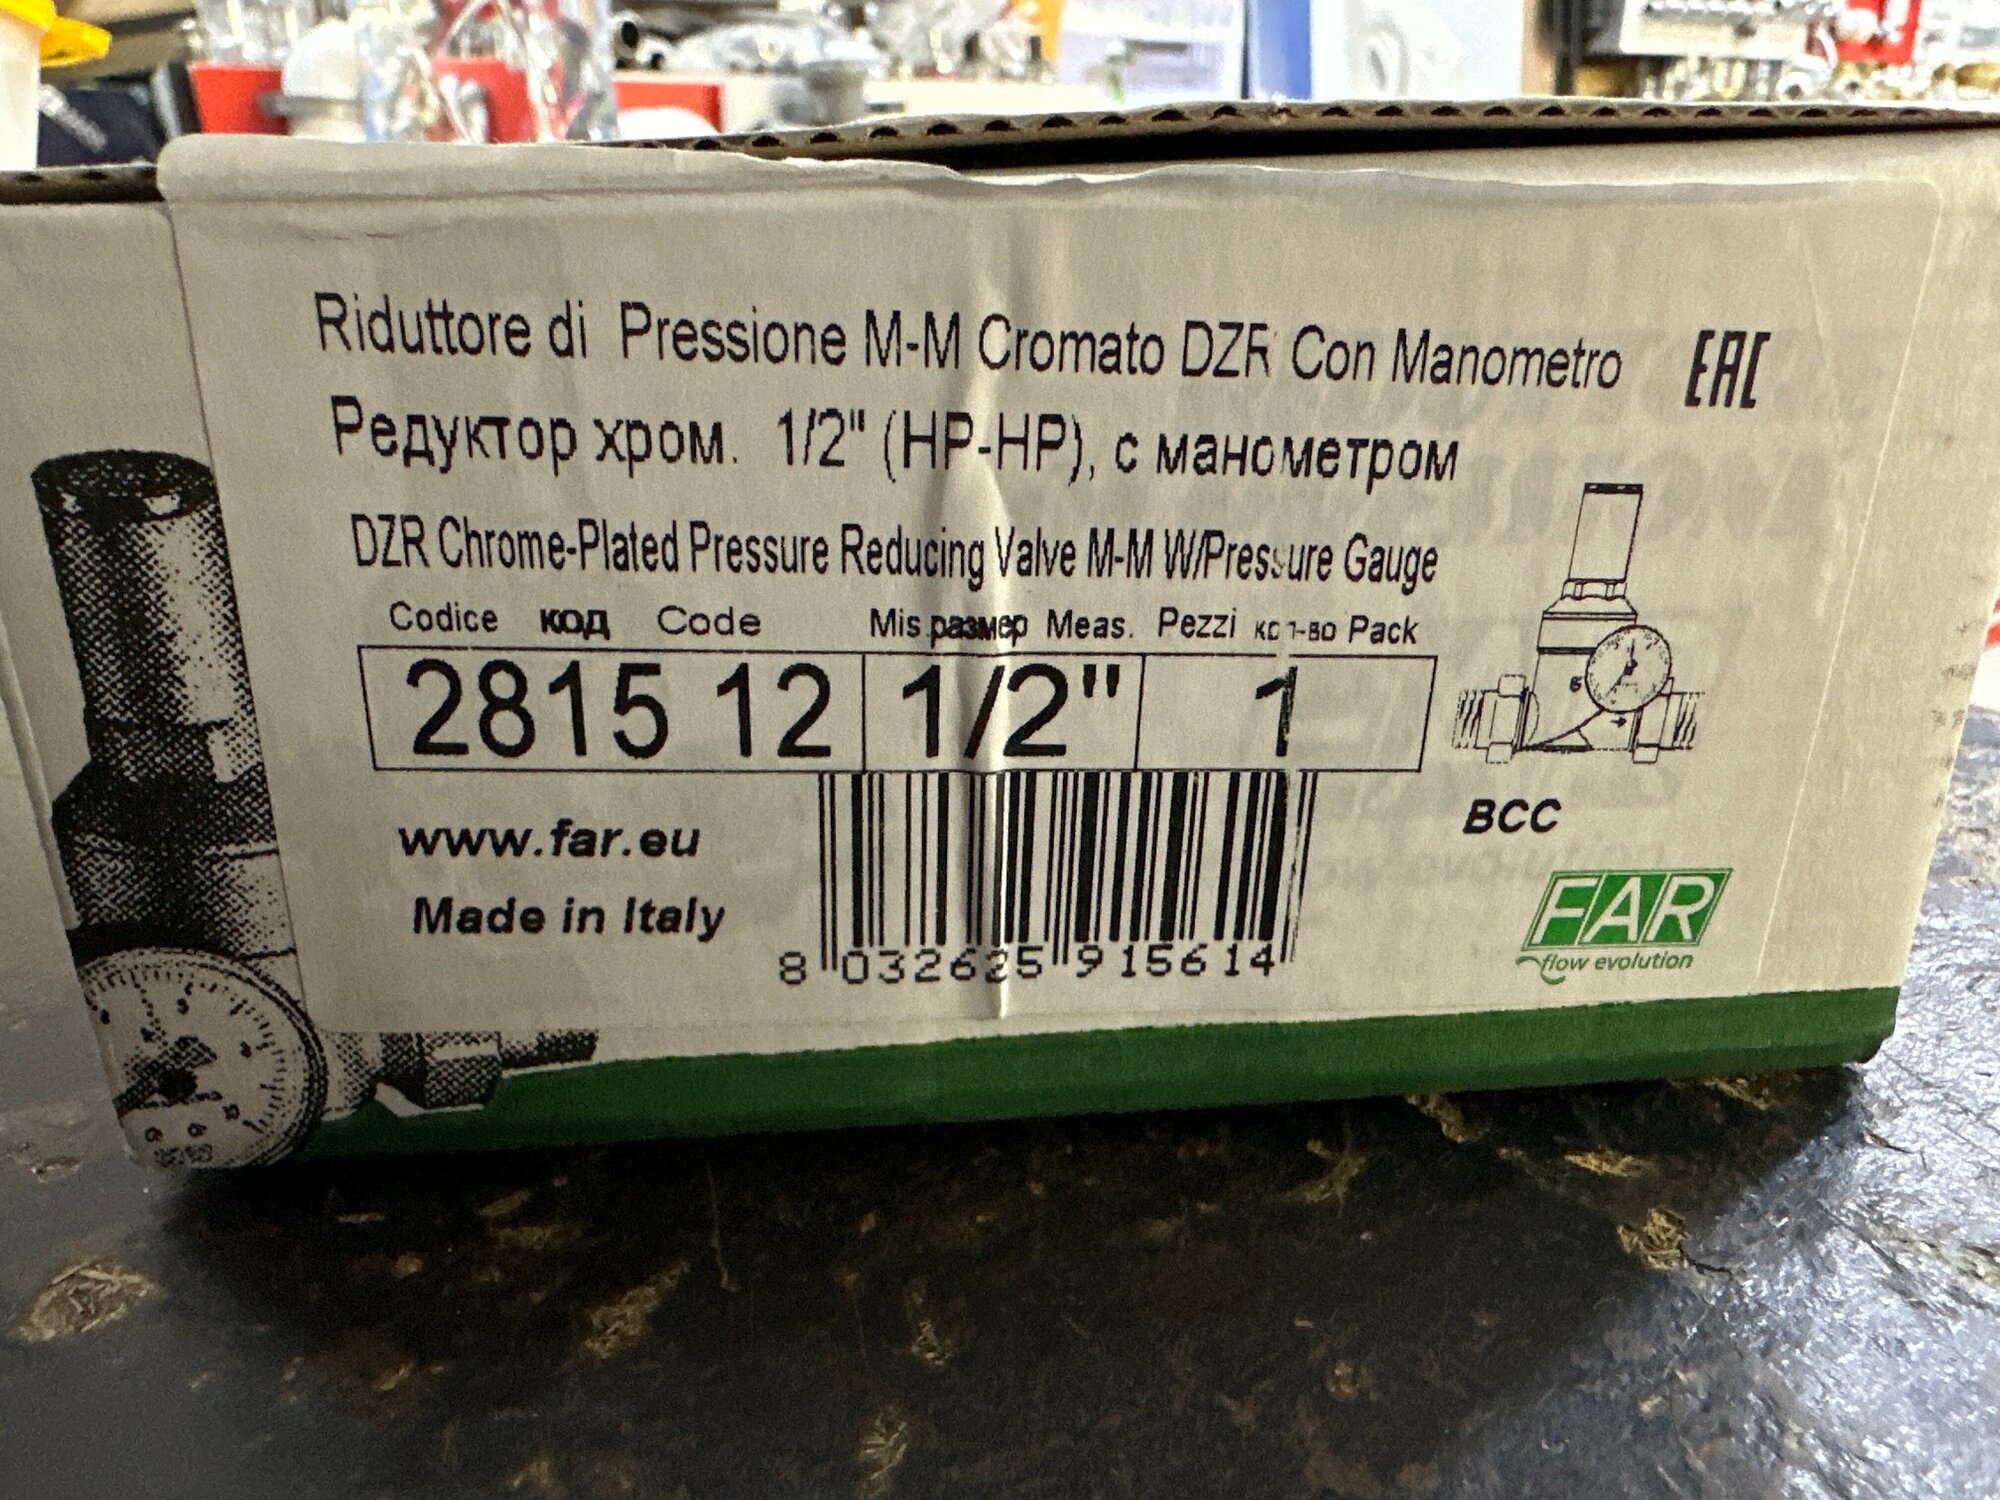 Riduttore di Pressione M-M Cromato DZR Con Manometro EAC
Редуктор хром. 1/2" (НР-НР), с манометром
DZR Chrome-Plated Pressure Reducing Valve M-M W/Pressure Gauge
Codice код Code Mis.размер Meas. Pezzi кол-во Pack
2815 12 1/2" 1
www.far.eu
Made in Italy
8 032625 915614
BCC
FAR
flow evolution